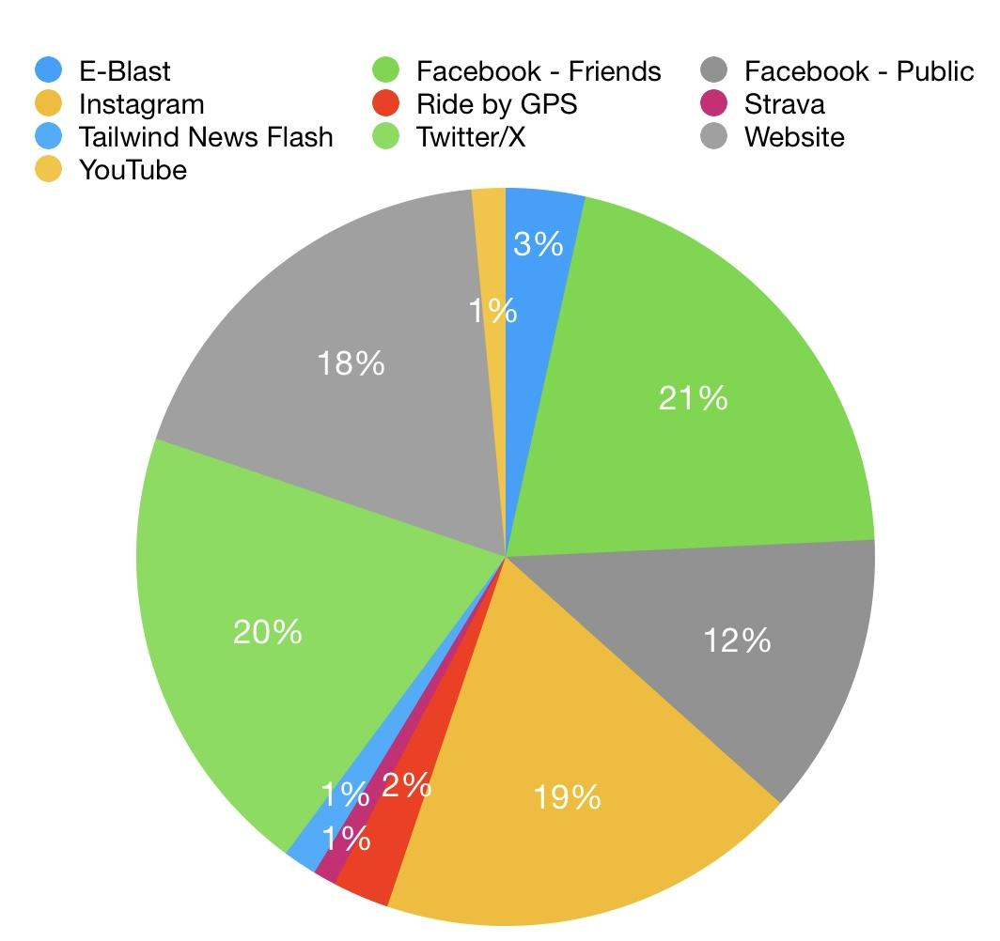 E-Blast Facebook - Friends Facebook - Public
Instagram Ride by GPS Strava
Tailwind News Flash Twitter/X Website
YouTube
3%
1%
18%
21%
20%
12%
1%
2%
19%
1%